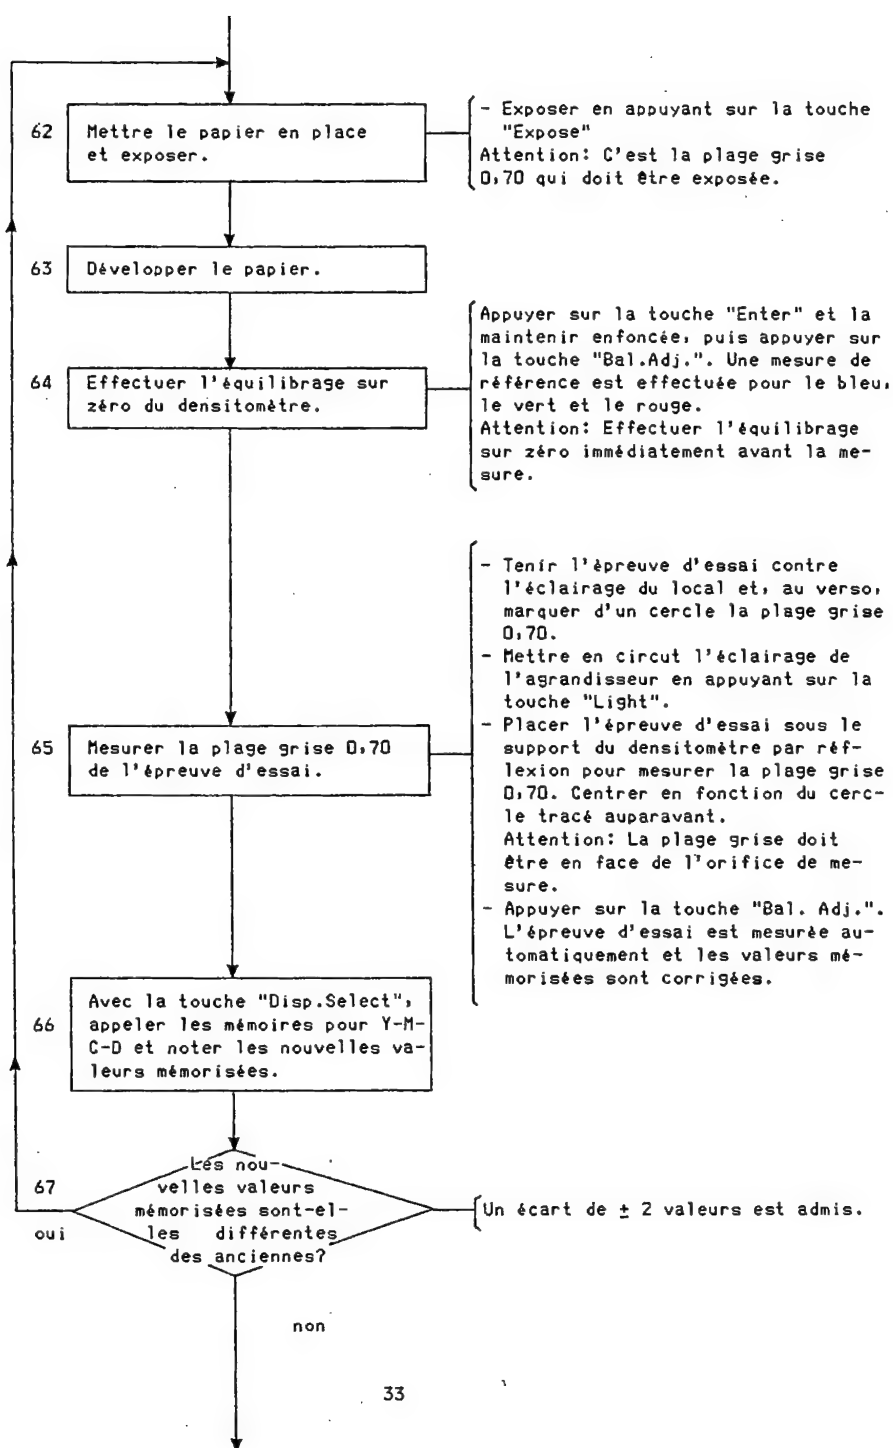 62
Mettre le papier en place
et exposer.
- Exposer en appuyant sur la touche
"Expose"
Attention: C'est la plage grise
0,70 qui doit être exposée.
63
Développer le papier.
64
Effectuer l'équilibrage sur
zéro du densitomètre.
Appuyer sur la touche "Enter" et la
maintenir enfoncée, puis appuyer sur
la touche "Bal.Adj.". Une mesure de
référence est effectuée pour le bleu,
le vert et le rouge.
Attention: Effectuer l'équilibrage
sur zéro immédiatement avant la me-
sure.
65
Mesurer la plage grise 0,70
de l'épreuve d'essai.
- Tenir l'épreuve d'essai contre
l'éclairage du local et, au verso,
marquer d'un cercle la plage grise
0,70.
- Mettre en circut l'éclairage de
l'agrandisseur en appuyant sur la
touche "Light".
- Placer l'épreuve d'essai sous le
support du densitomètre par réf-
lexion pour mesurer la plage grise
0,70. Centrer en fonction du cerc-
le tracé auparavant.
Attention: La plage grise doit
être en face de l'orifice de me-
sure.
- Appuyer sur la touche "Bal. Adj.".
L'épreuve d'essai est mesurée au-
tomatiquement et les valeurs mé-
morisées sont corrigées.
66
Avec la touche "Disp.Select",
appeler les mémoires pour Y-M-
C-D et noter les nouvelles va-
leurs mémorisées.
67
oui
Les nou-
velles valeurs
mémorisées sont-el-
les différentes
des anciennes?
Un écart de ± 2 valeurs est admis.
non
33